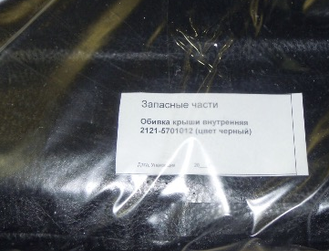 Запасные части
Обивка крыши внутренняя
2121-5701012 (цвет черный)